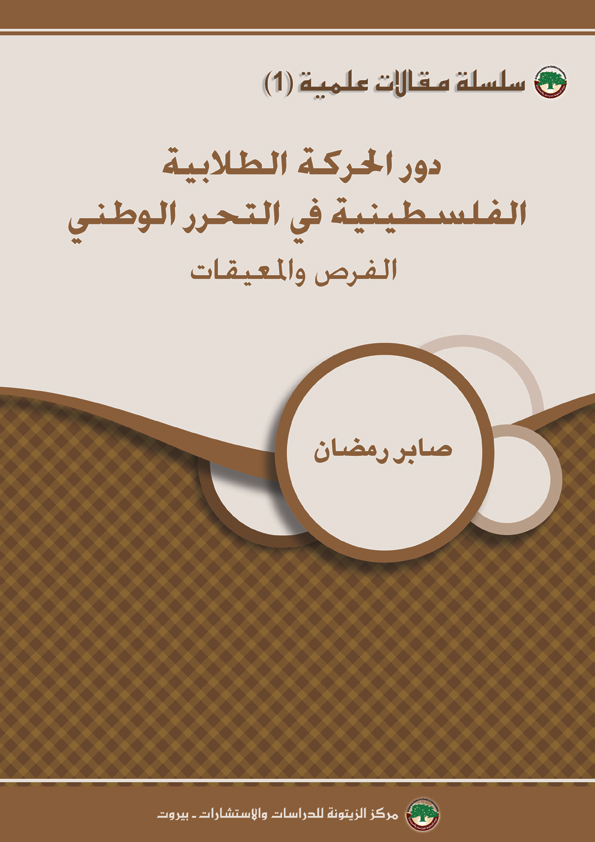 سلسلة مقالات علمية (1)
دور الحركة الطلابية
الفلسطينية في التحرر الوطني
الفرص والمعيقات
صابر رمضان
مركز الزيتونة للدراسات والاستشارات - بيروت